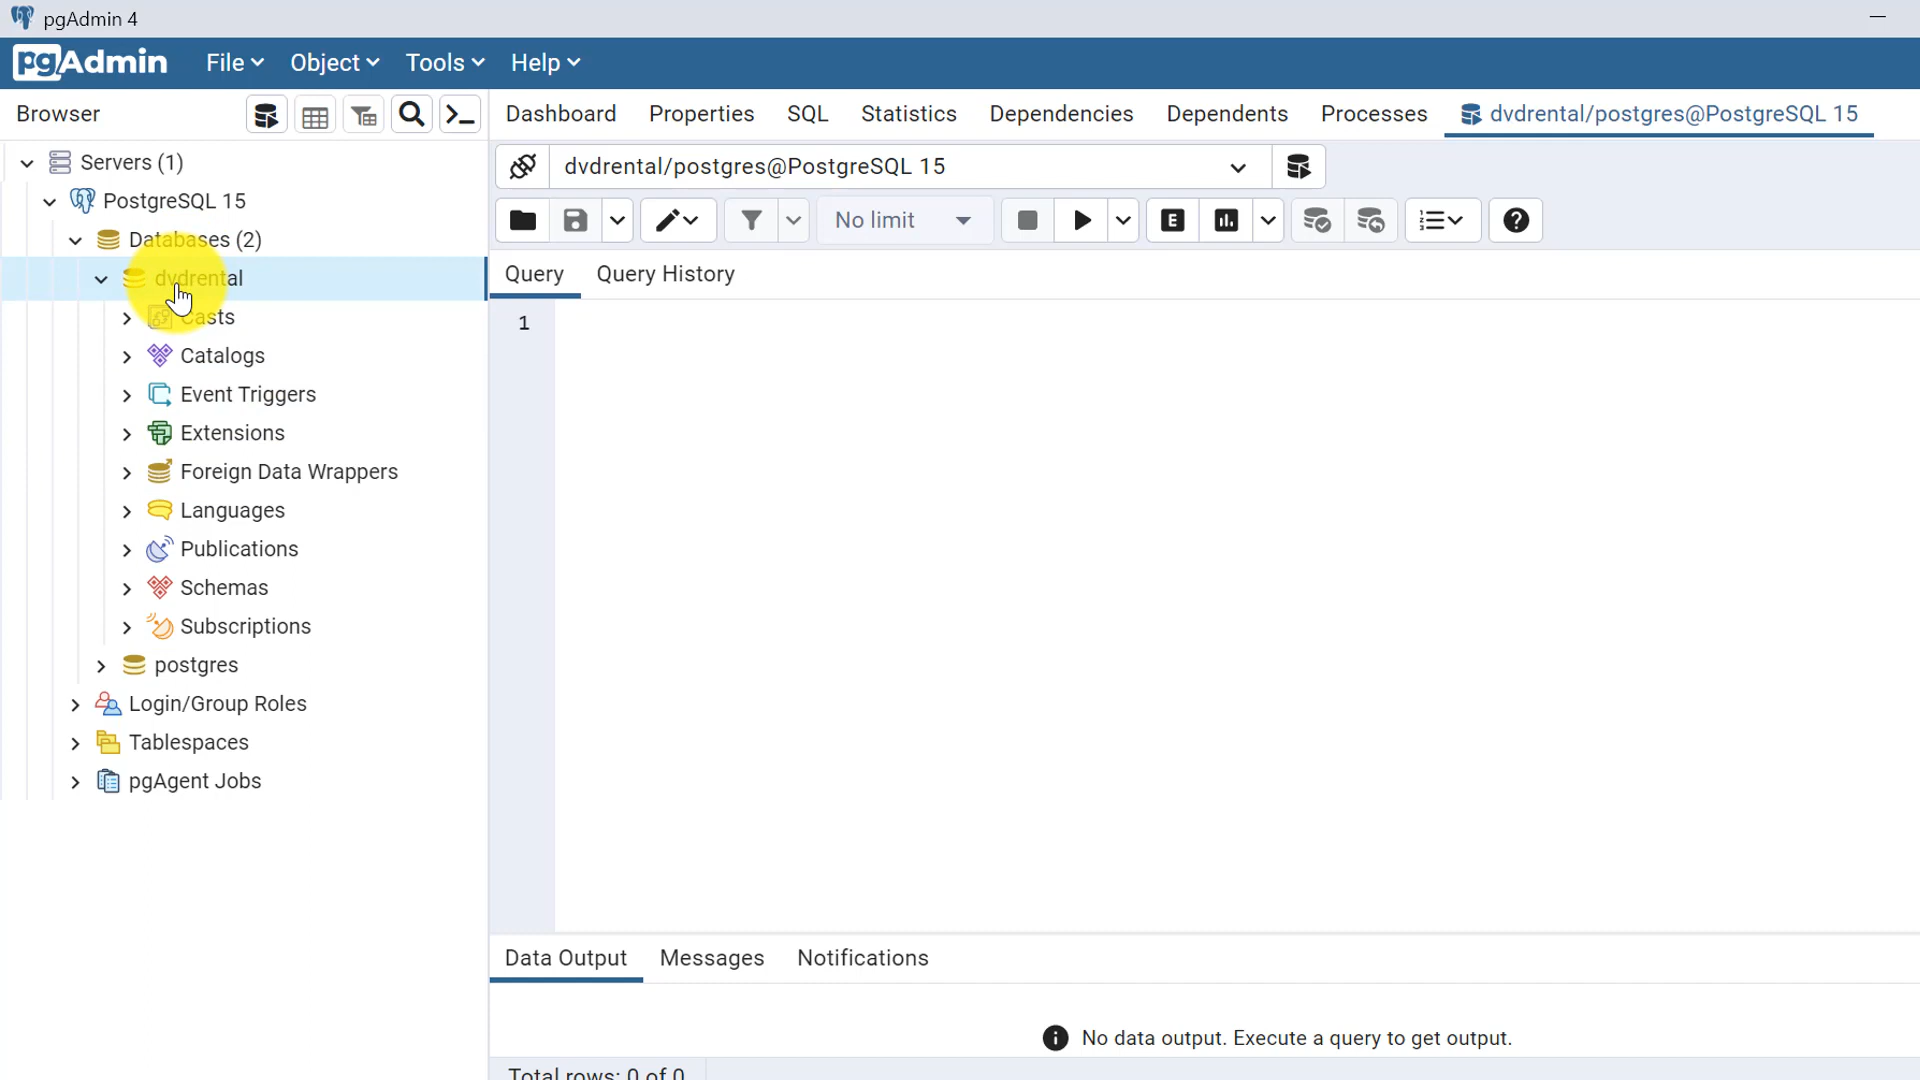 pgAdmin 4
pgAdmin File Object Tools Help
Browser
Dashboard Properties SQL Statistics Dependencies Dependents Processes dvdrental/postgres@PostgreSQL 15
Servers (1)
PostgreSQL 15
Databases (2)
dvdrental
Casts
Catalogs
Event Triggers
Extensions
Foreign Data Wrappers
Languages
Publications
Schemas
Subscriptions
postgres
Login/Group Roles
Tablespaces
pgAgent Jobs
dvdrental/postgres@PostgreSQL 15
No limit
E
Query Query History
1
Data Output Messages Notifications
No data output. Execute a query to get output.
Total rows: 0 of 0